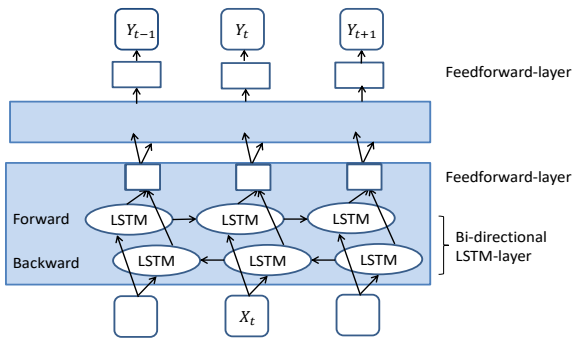 Y_{t-1} Y_t Y_{t+1}
Feedforward-layer
Feedforward-layer
Forward LSTM LSTM LSTM
Bi-directional
LSTM-layer
Backward LSTM LSTM LSTM
X_t